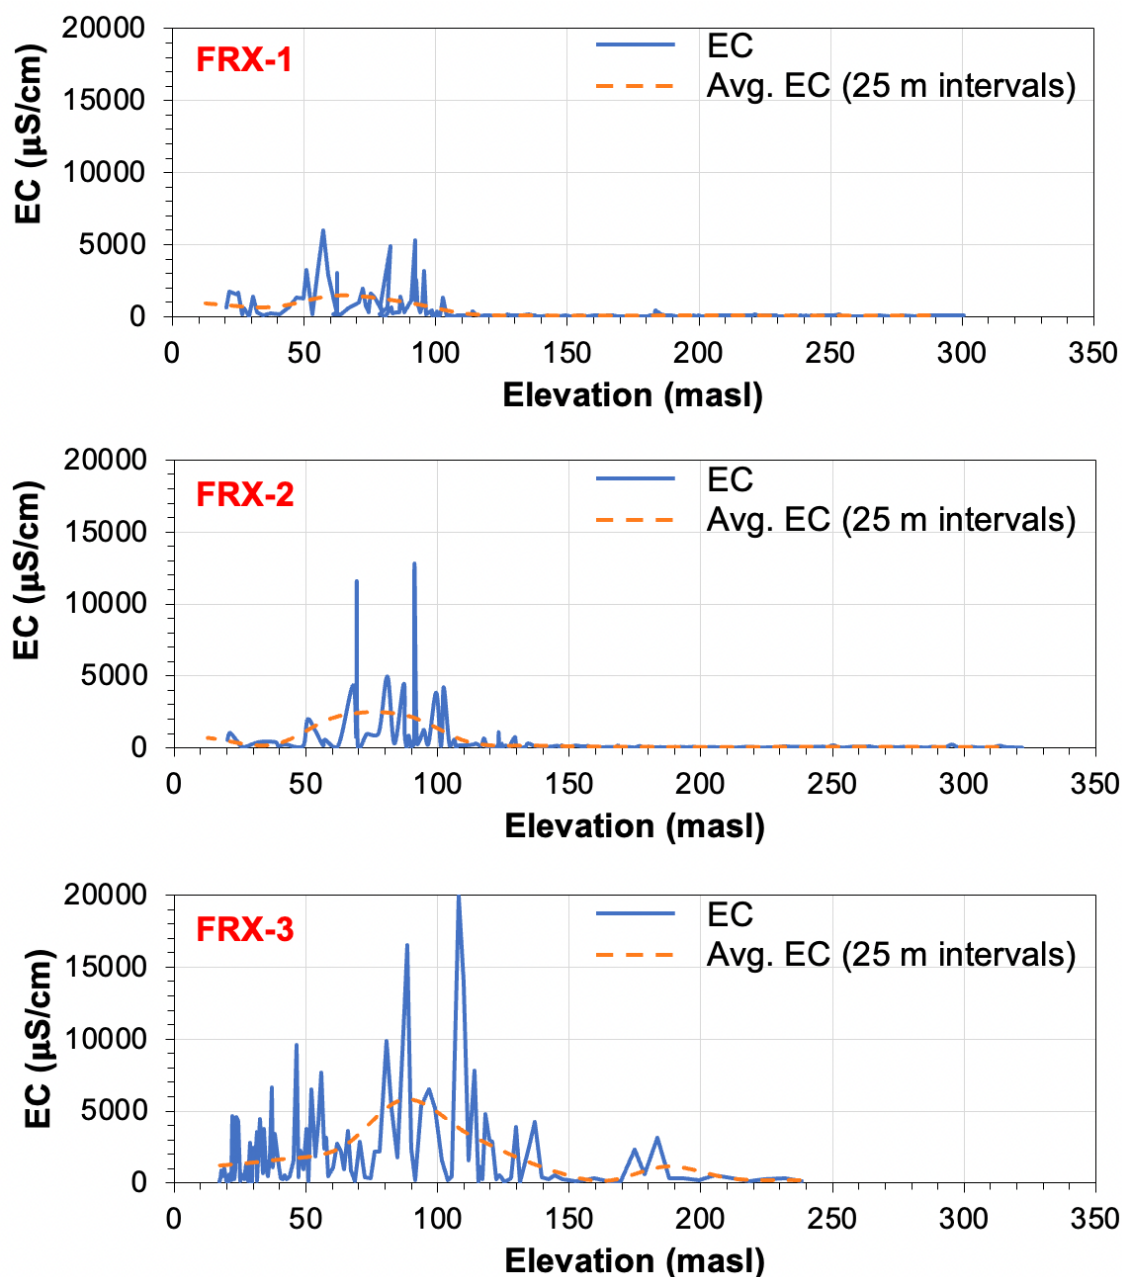 20000
15000
10000
5000
0
EC (µS/cm)
FRX-1
EC
Avg. EC (25 m intervals)
0 50 100 150 200 250 300 350
Elevation (masl)
20000
15000
10000
5000
0
EC (µS/cm)
FRX-2
EC
Avg. EC (25 m intervals)
0 50 100 150 200 250 300 350
Elevation (masl)
20000
15000
10000
5000
0
EC (µS/cm)
FRX-3
EC
Avg. EC (25 m intervals)
0 50 100 150 200 250 300 350
Elevation (masl)